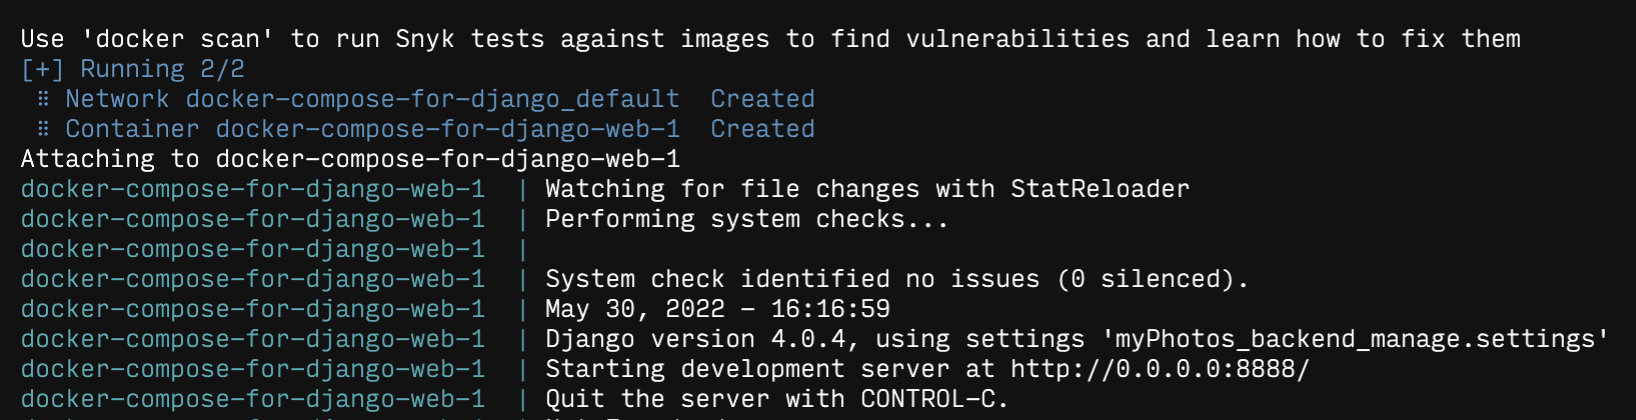 Use 'docker scan' to run Snyk tests against images to find vulnerabilities and learn how to fix them
[+] Running 2/2
 ⠿ Network docker-compose-for-django_default  Created
 ⠿ Container docker-compose-for-django-web-1  Created
Attaching to docker-compose-for-django-web-1
docker-compose-for-django-web-1  | Watching for file changes with StatReloader
docker-compose-for-django-web-1  | Performing system checks...
docker-compose-for-django-web-1  |
docker-compose-for-django-web-1  | System check identified no issues (0 silenced).
docker-compose-for-django-web-1  | May 30, 2022 - 16:16:59
docker-compose-for-django-web-1  | Django version 4.0.4, using settings 'myPhotos_backend_manage.settings'
docker-compose-for-django-web-1  | Starting development server at http://0.0.0.0:8888/
docker-compose-for-django-web-1  | Quit the server with CONTROL-C.